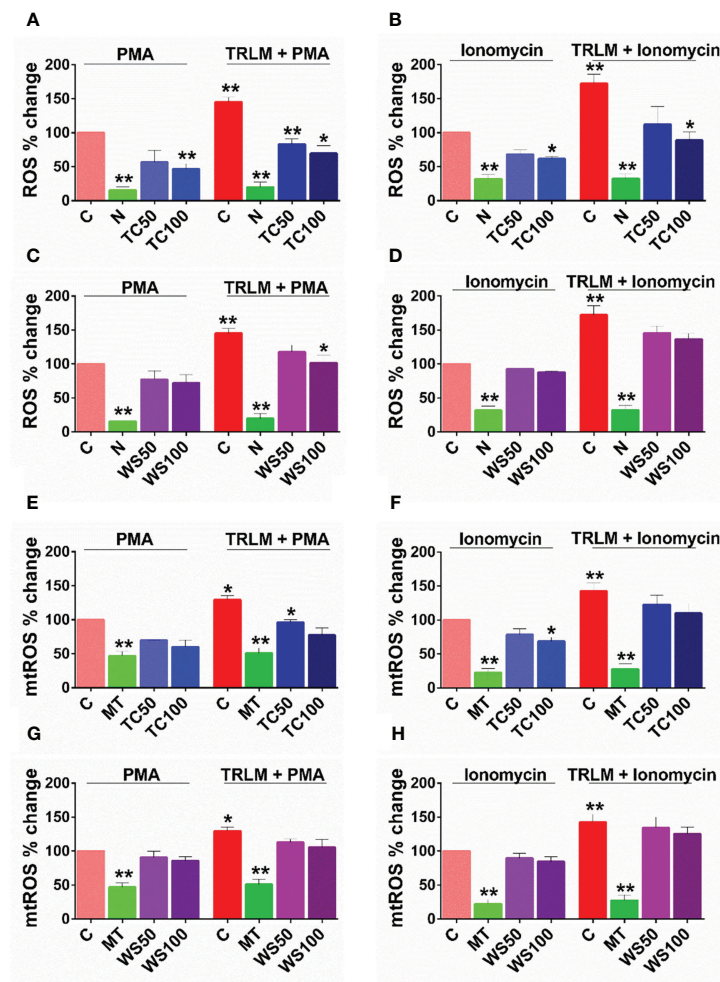 A
PMA
TRLM + PMA
ROS % change
200
150
100
50
0
**
**
**
**
**
*
C N TC50 TC100 C N TC50 TC100
B
Ionomycin
TRLM + Ionomycin
ROS % change
200
150
100
50
0
**
*
**
**
*
C N TC50 TC100 C N TC50 TC100
C
PMA
TRLM + PMA
ROS % change
200
150
100
50
0
**
**
**
*
C N WS50 WS100 C N WS50 WS100
D
Ionomycin
TRLM + Ionomycin
ROS % change
200
150
100
50
0
**
**
**
C N WS50 WS100 C N WS50 WS100
E
PMA
TRLM + PMA
mtROS % change
200
150
100
50
0
**
*
**
*
C MT TC50 TC100 C MT TC50 TC100
F
Ionomycin
TRLM + Ionomycin
mtROS % change
200
150
100
50
0
**
*
**
**
C MT TC50 TC100 C MT TC50 TC100
G
PMA
TRLM + PMA
mtROS % change
200
150
100
50
0
**
*
**
C MT WS50 WS100 C MT WS50 WS100
H
Ionomycin
TRLM + Ionomycin
mtROS % change
200
150
100
50
0
**
**
**
C MT WS50 WS100 C MT WS50 WS100